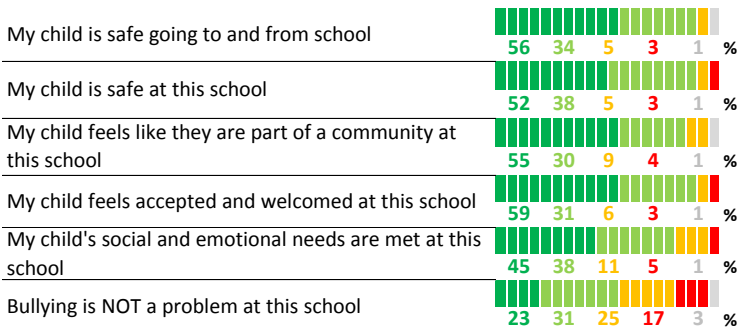 My child is safe going to and from school
56 34 5 3 1 %
My child is safe at this school
52 38 5 3 1 %
My child feels like they are part of a community at
this school
55 30 9 4 1 %
My child feels accepted and welcomed at this school
59 31 6 3 1 %
My child's social and emotional needs are met at this
school
45 38 11 5 1 %
Bullying is NOT a problem at this school
23 31 25 17 3 %